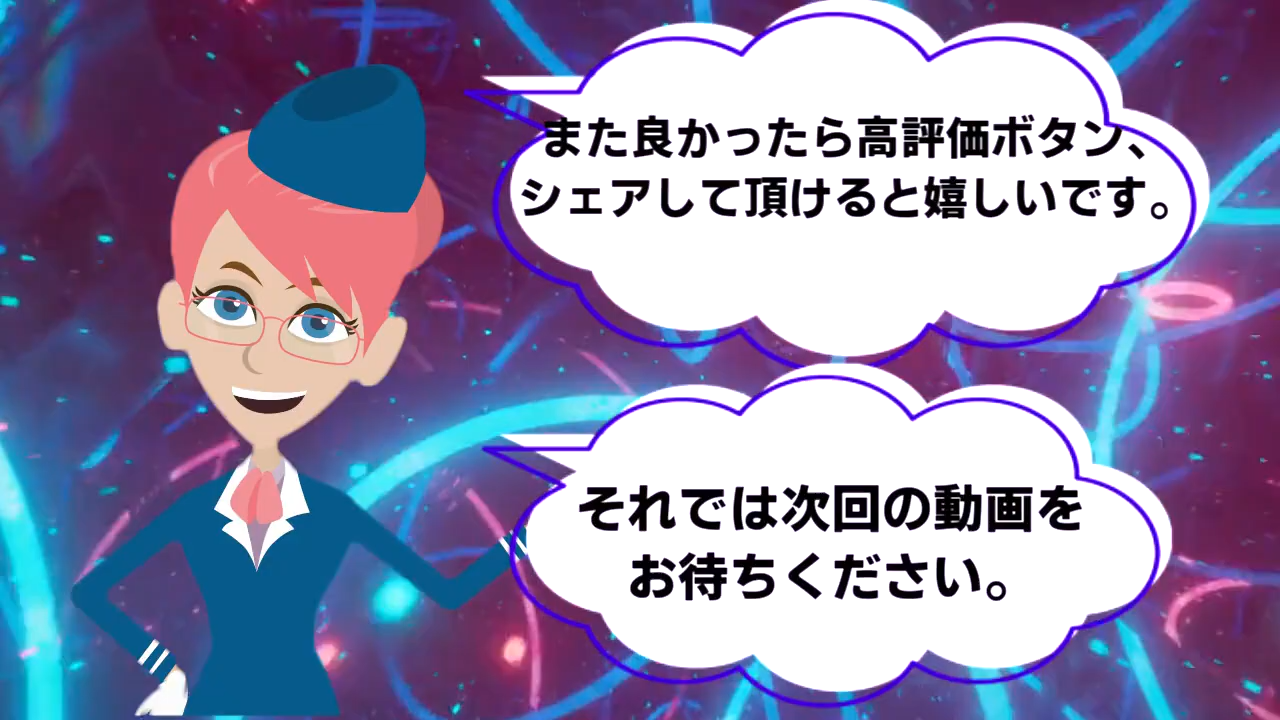 また良かったら高評価ボタン、
シェアして頂けると嬉しいです。
それでは次回の動画を
お待ちください。